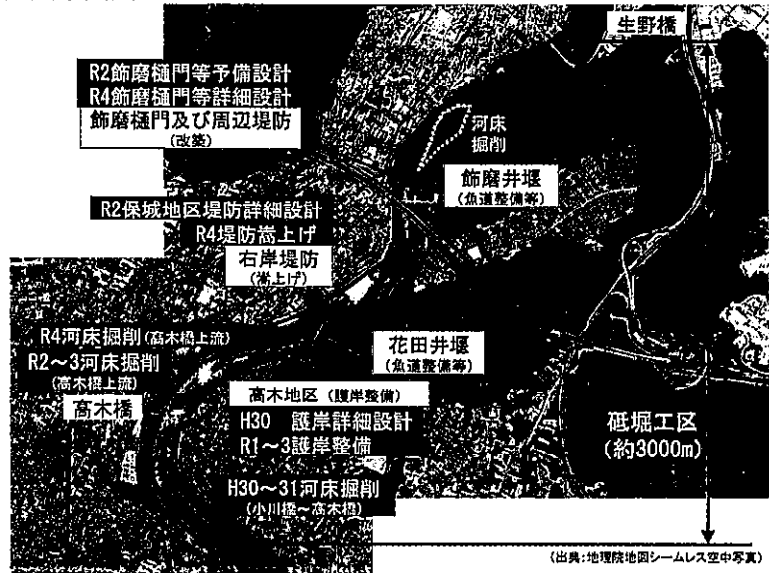 生野橋
R2飾磨樋門等予備設計
R4飾磨樋門等詳細設計
飾磨樋門及び周辺堤防
(改築)
河床
掘削
飾磨井堰
(魚道整備等)
R2保城地区堤防詳細設計
R4堤防嵩上げ
右岸堤防
(嵩上げ)
R4河床掘削(高木橋上流)
R2~3河床掘削
(高木橋上流)
高木橋
花田井堰
(魚道整備等)
高木地区(護岸整備)
H30 護岸詳細設計
R1~3護岸整備
H30~31河床掘削
(小川橋~高木橋)
砥堀工区
(約3000m)
(出典:地理院地図シームレス空中写真)